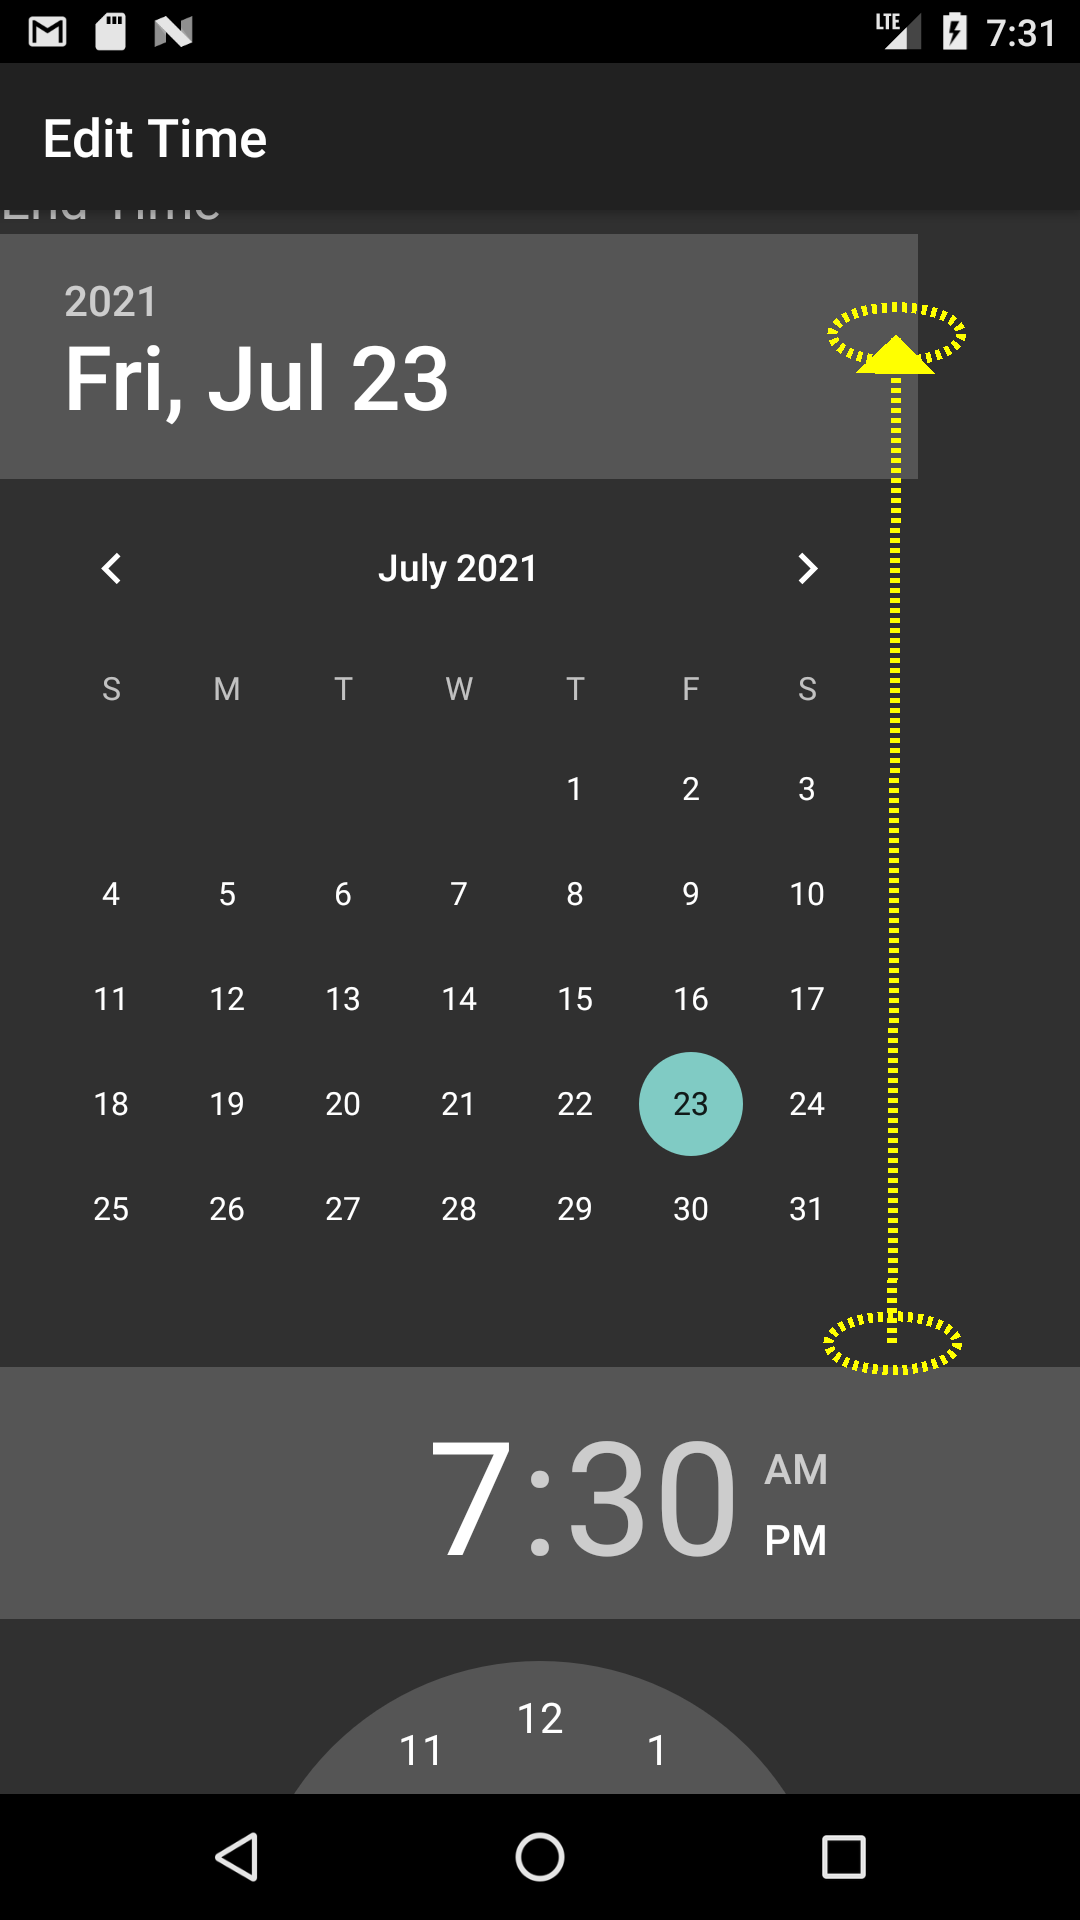 LTE 7:31
Edit Time
End Time
2021
Fri, Jul 23
July 2021
S M T W T F S
1 2 3
4 5 6 7 8 9 10
11 12 13 14 15 16 17
18 19 20 21 22 23 24
25 26 27 28 29 30 31
7:30 AM
PM
12
11 1